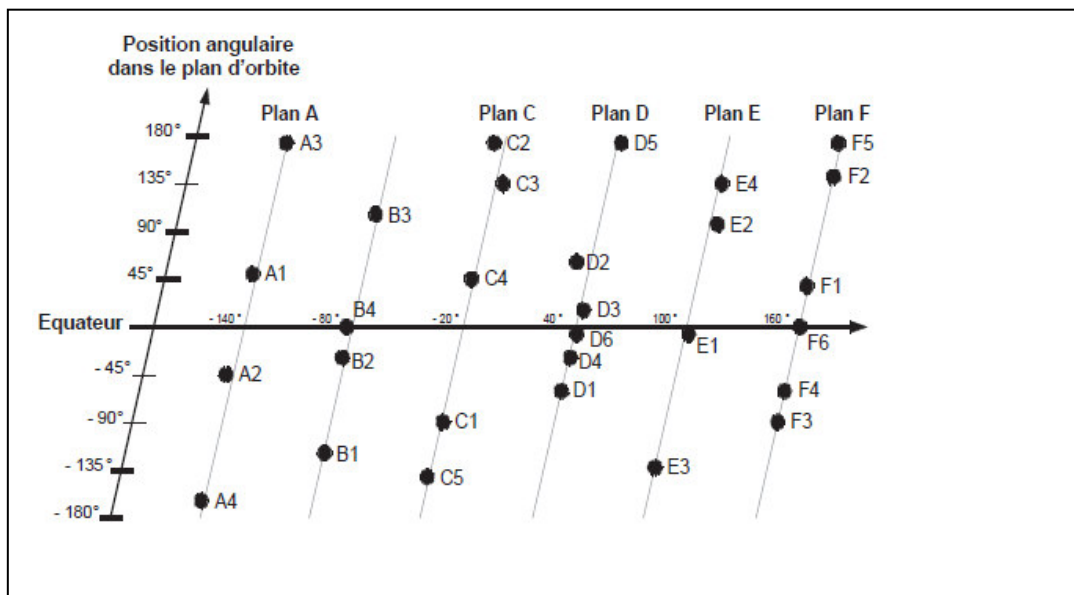 Position angulaire
dans le plan d'orbite
Plan A
Plan C
Plan D
Plan E
Plan F
180°
A3
C2
D5
F5
135°
C3
E4
F2
B3
90°
E2
45°
A1
C4
D2
F1
D3
Equateur
- 140°
- 80°
B4
- 20°
40°
100°
160°
D6
E1
F6
B2
D4
- 45°
A2
D1
F4
- 90°
C1
F3
B1
- 135°
C5
E3
A4
- 180°